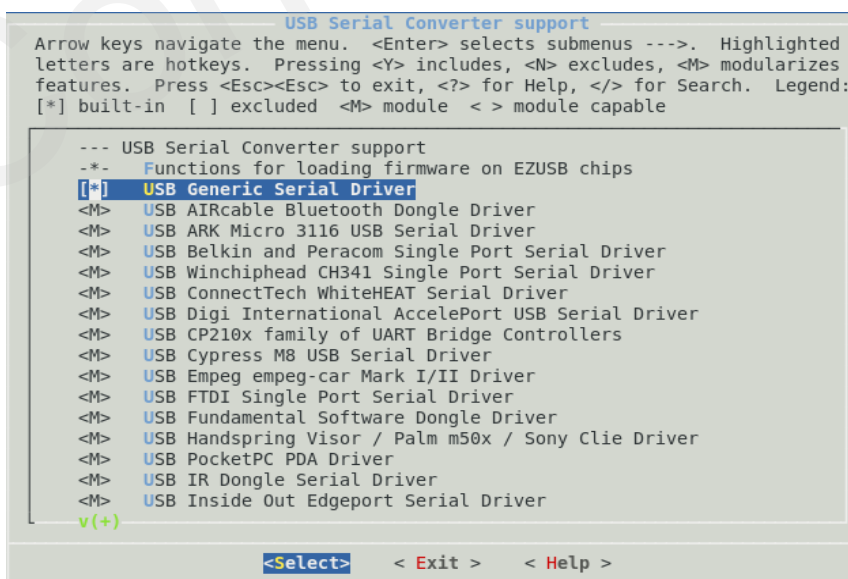 USB Serial Converter support
Arrow keys navigate the menu.  <Enter> selects submenus --->.  Highlighted
letters are hotkeys.  Pressing <Y> includes, <N> excludes, <M> modularizes
features.  Press <Esc><Esc> to exit, <?> for Help, </> for Search.  Legend:
[*] built-in  [ ] excluded  <M> module  < > module capable
--- USB Serial Converter support
-*-   Functions for loading firmware on EZUSB chips
[*]   USB Generic Serial Driver
<M>   USB AIRcable Bluetooth Dongle Driver
<M>   USB ARK Micro 3116 USB Serial Driver
<M>   USB Belkin and Peracom Single Port Serial Driver
<M>   USB Winchiphead CH341 Single Port Serial Driver
<M>   USB ConnectTech WhiteHEAT Serial Driver
<M>   USB Digi International AccelePort USB Serial Driver
<M>   USB CP210x family of UART Bridge Controllers
<M>   USB Cypress M8 USB Serial Driver
<M>   USB Empeg empeg-car Mark I/II Driver
<M>   USB FTDI Single Port Serial Driver
<M>   USB Fundamental Software Dongle Driver
<M>   USB Handspring Visor / Palm m50x / Sony Clie Driver
<M>   USB PocketPC PDA Driver
<M>   USB IR Dongle Serial Driver
<M>   USB Inside Out Edgeport Serial Driver
v(+)
<Select>    < Exit >    < Help >